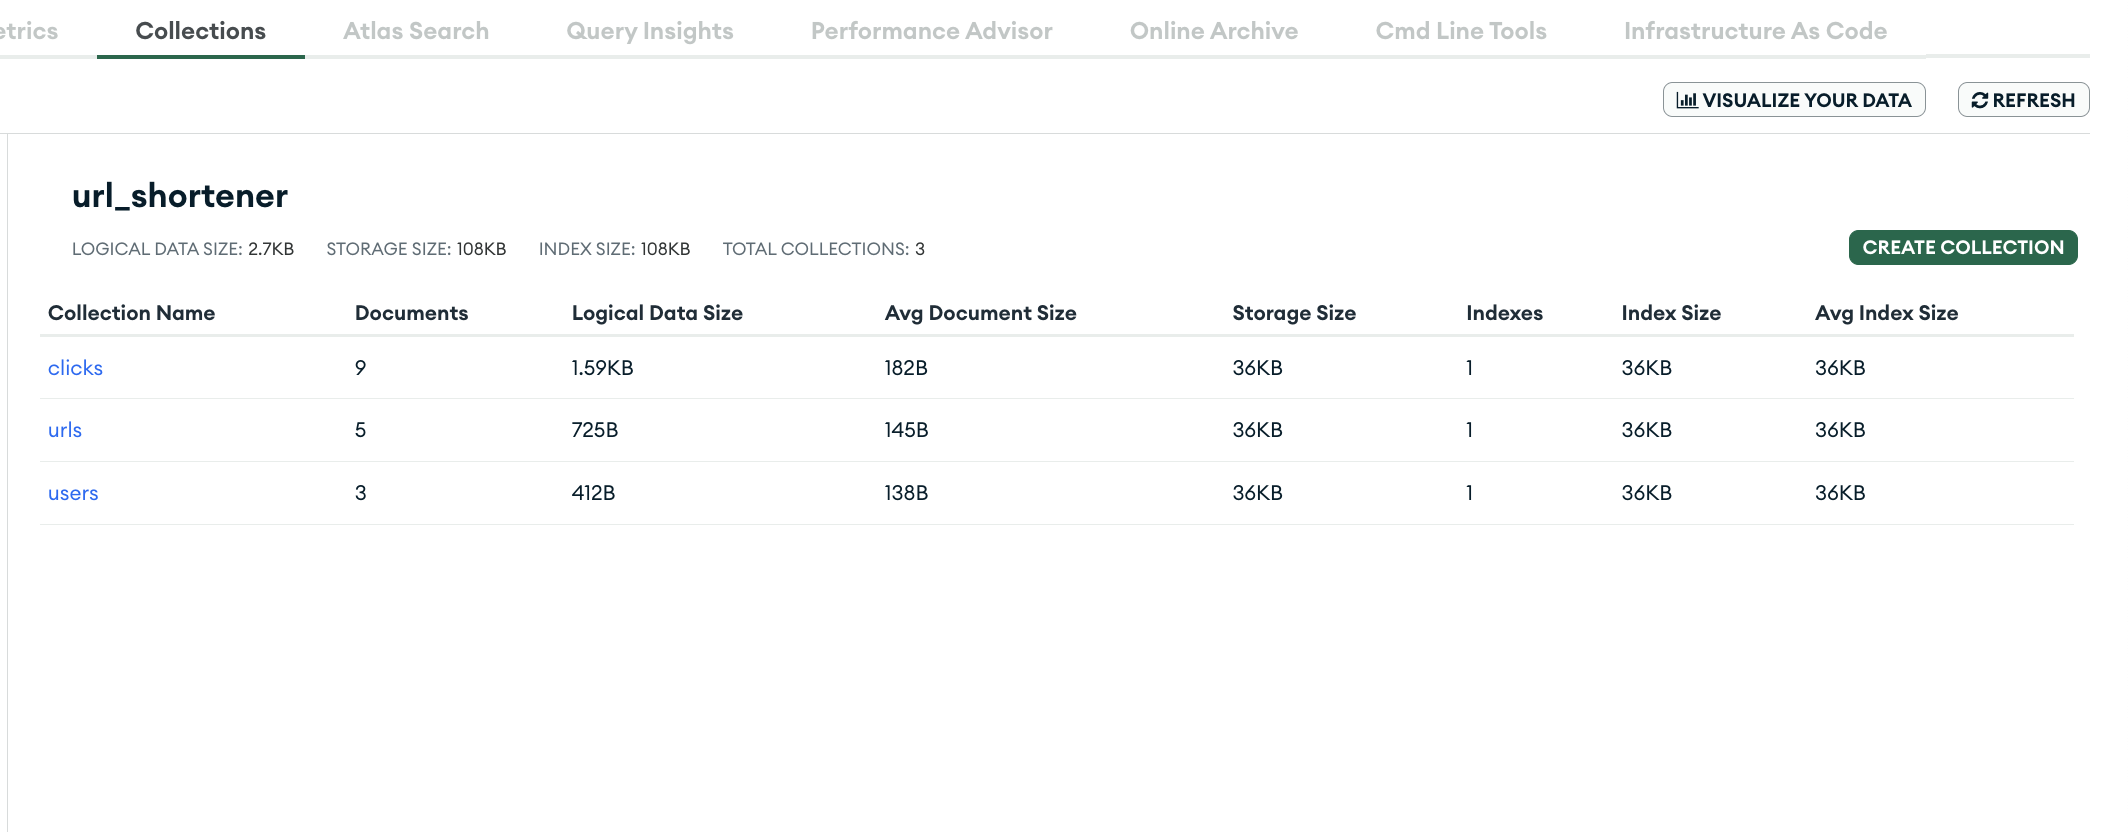 etrics Collections Atlas Search Query Insights Performance Advisor Online Archive Cmd Line Tools Infrastructure As Code
VISUALIZE YOUR DATA REFRESH
url_shortener
LOGICAL DATA SIZE: 2.7KB STORAGE SIZE: 108KB INDEX SIZE: 108KB TOTAL COLLECTIONS: 3 CREATE COLLECTION
Collection Name Documents Logical Data Size Avg Document Size Storage Size Indexes Index Size Avg Index Size
clicks 9 1.59KB 182B 36KB 1 36KB 36KB
urls 5 725B 145B 36KB 1 36KB 36KB
users 3 412B 138B 36KB 1 36KB 36KB